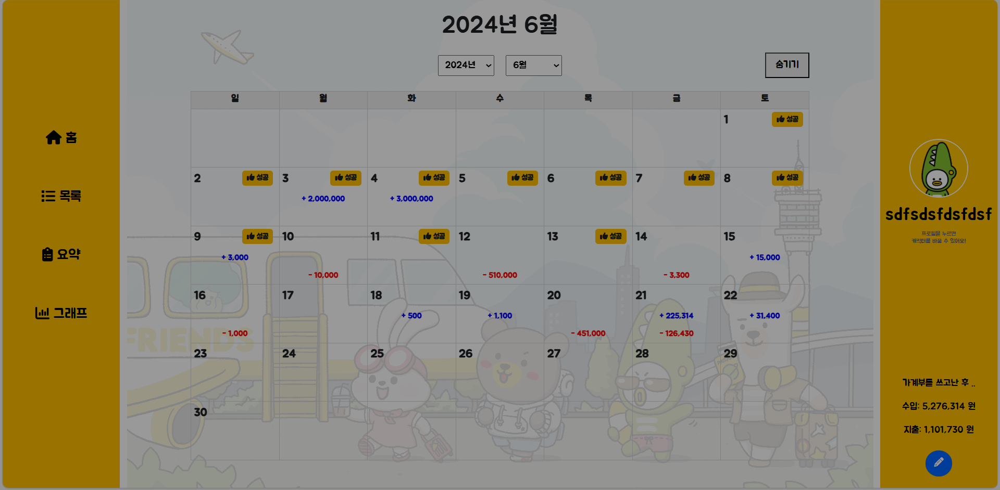 2024년 6월
2024년 6월 숨기기
홈
목록
요약
그래프
일 월 화 수 목 금 토
1 성공
2 성공 3 성공 4 성공 5 성공 6 성공 7 성공 8 성공
+ 2,000,000 + 3,000,000
9 성공 10 11 성공 12 13 성공 14 15
+ 3,000 + 15,000
- 10,000 - 510,000 - 3,300
16 17 18 19 20 21 22
+ 500 + 1,100 + 225,314 + 31,400
- 1,000 - 451,000 - 126,430
FRIENDS
23 24 25 26 27 28 29
30
sdfsdsfdsfdsf
프로필을 누르면
캐릭터를 바꿀 수 있어요!
가계부를 쓰고난 후 ..
수입: 5,276,314 원
지출: 1,101,730 원